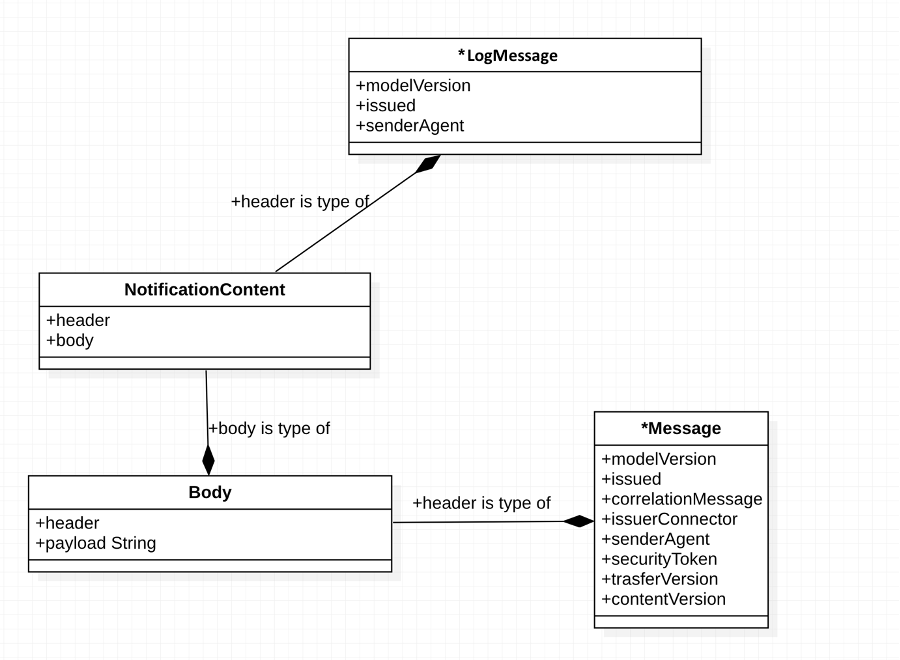 *LogMessage
+modelVersion
+issued
+senderAgent
+header is type of
NotificationContent
+header
+body
+body is type of
Body
+header
+payload String
+header is type of
*Message
+modelVersion
+issued
+correlationMessage
+issuerConnector
+senderAgent
+securityToken
+trasferVersion
+contentVersion